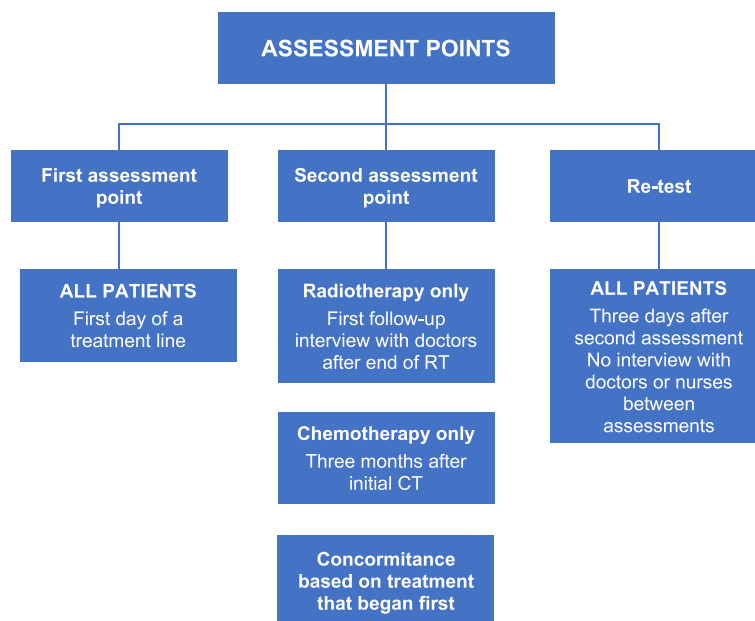 ASSESSMENT POINTS
First assessment
point
ALL PATIENTS
First day of a
treatment line
Second assessment
point
Radiotherapy only
First follow-up
interview with doctors
after end of RT
Chemotherapy only
Three months after
initial CT
Concormitance
based on treatment
that began first
Re-test
ALL PATIENTS
Three days after
second assessment
No interview with
doctors or nurses
between
assessments